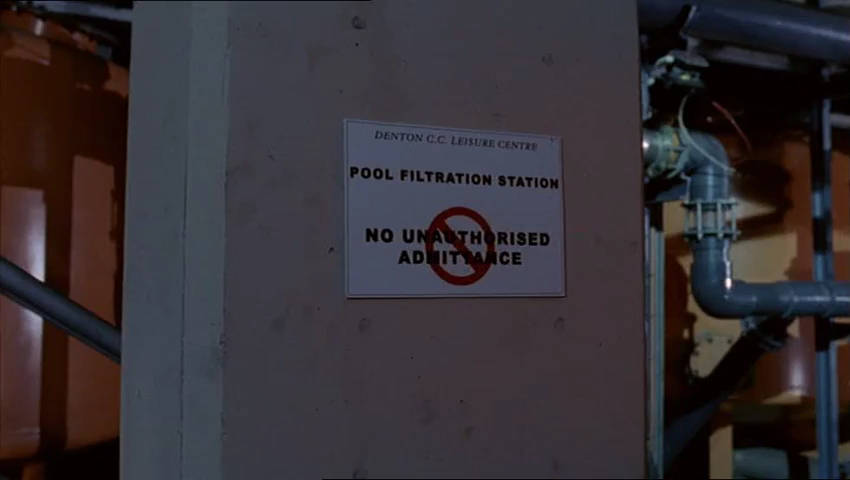 DENTON C.C. LEISURE CENTRE
POOL FILTRATION STATION
NO UNAUTHORISED
ADMITTANCE